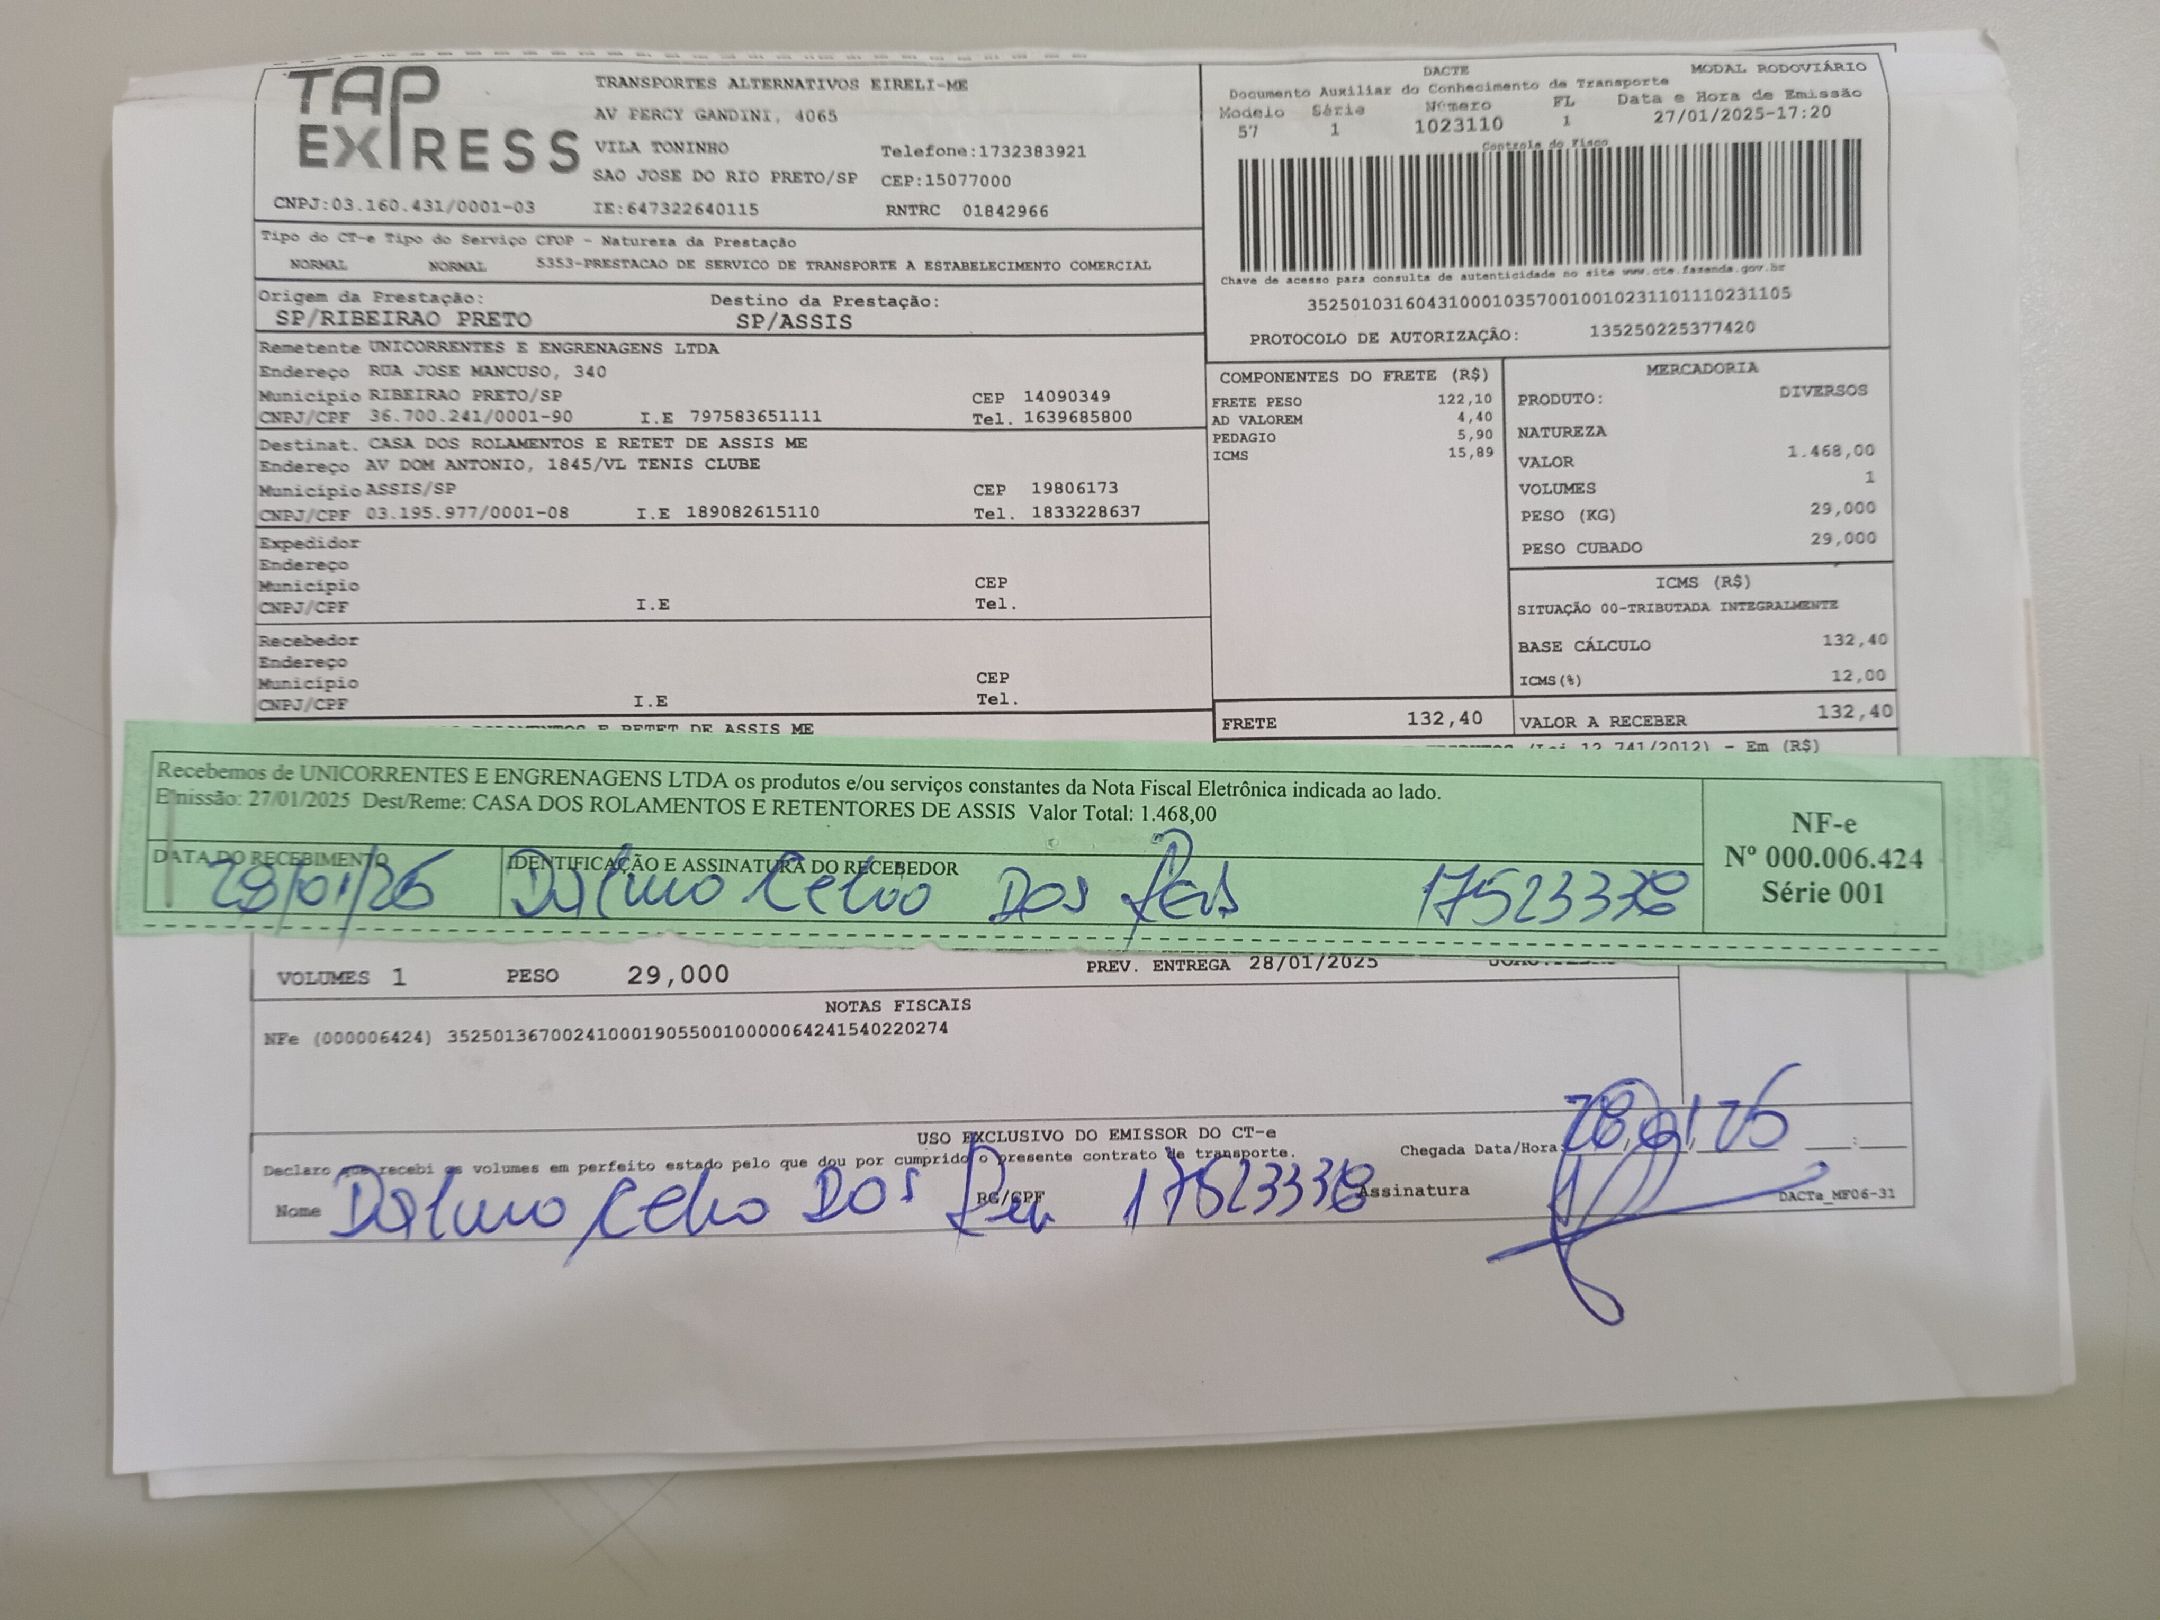 TAP EXPRESS
TRANSPORTES ALTERNATIVOS EIRELI-ME
AV PERCY GANDINI, 4065
VILA TONINHO Telefone:1732383921
SAO JOSE DO RIO PRETO/SP CEP:15077000
CNPJ:03.160.431/0001-03 IE:647322640115 RNTRC 01842966
DACTE MODAL RODOVIÁRIO
Documento Auxiliar do Conhecimento de Transporte
Modelo Série Número FL Data e Hora de Emissão
57 1 1023110 1 27/01/2025-17:20
Controle do Fisco
Chave de acesso para consulta de autenticidade no site www.cte.fazenda.gov.br
35250103160431000103570010010231101110231105
PROTOCOLO DE AUTORIZAÇÃO: 135250225377420
Tipo do CT-e Tipo do Serviço CFOP - Natureza da Prestação
NORMAL NORMAL 5353-PRESTACAO DE SERVICO DE TRANSPORTE A ESTABELECIMENTO COMERCIAL
Origem da Prestação: Destino da Prestação:
SP/RIBEIRAO PRETO SP/ASSIS
Remetente UNICORRENTES E ENGRENAGENS LTDA
Endereço RUA JOSE MANCUSO, 340
Município RIBEIRAO PRETO/SP CEP 14090349
CNPJ/CPF 36.700.241/0001-90 I.E 797583651111 Tel. 1639685800
Destinat. CASA DOS ROLAMENTOS E RETET DE ASSIS ME
Endereço AV DOM ANTONIO, 1845/VL TENIS CLUBE
Município ASSIS/SP CEP 19806173
CNPJ/CPF 03.195.977/0001-08 I.E 189082615110 Tel. 1833228637
Expedidor
Endereço
Município CEP
CNPJ/CPF I.E Tel.
Recebedor
Endereço
Município CEP
CNPJ/CPF I.E Tel.
E RETET DE ASSIS ME
COMPONENTES DO FRETE (R$)
FRETE PESO 122,10
AD VALOREM 4,40
PEDAGIO 5,90
ICMS 15,89
MERCADORIA
PRODUTO: DIVERSOS
NATUREZA
VALOR 1.468,00
VOLUMES 1
PESO (KG) 29,000
PESO CUBADO 29,000
ICMS (R$)
SITUAÇÃO 00-TRIBUTADA INTEGRALMENTE
BASE CÁLCULO 132,40
ICMS(%) 12,00
FRETE 132,40 VALOR A RECEBER 132,40
(Lei 12.741/2012) - Em (R$)
Recebemos de UNICORRENTES E ENGRENAGENS LTDA os produtos e/ou serviços constantes da Nota Fiscal Eletrônica indicada ao lado.
Emissão: 27/01/2025 Dest/Reme: CASA DOS ROLAMENTOS E RETENTORES DE ASSIS Valor Total: 1.468,00
DATA DO RECEBIMENTO IDENTIFICAÇÃO E ASSINATURA DO RECEBEDOR
Dalmo Celio DOS Reis
NF-e
Nº 000.006.424
Série 001
VOLUMES 1 PESO 29,000 PREV. ENTREGA 28/01/2025
NOTAS FISCAIS
NFe (000006424) 35250136700241000190550010000064241540220274
USO EXCLUSIVO DO EMISSOR DO CT-e
Declaro que recebi os volumes em perfeito estado pelo que dou por cumprido o presente contrato de transporte.
Chegada Data/Hora:
Nome Dalmo Celio DOS Reis RG/CPF Assinatura
DACTe_MF06-31